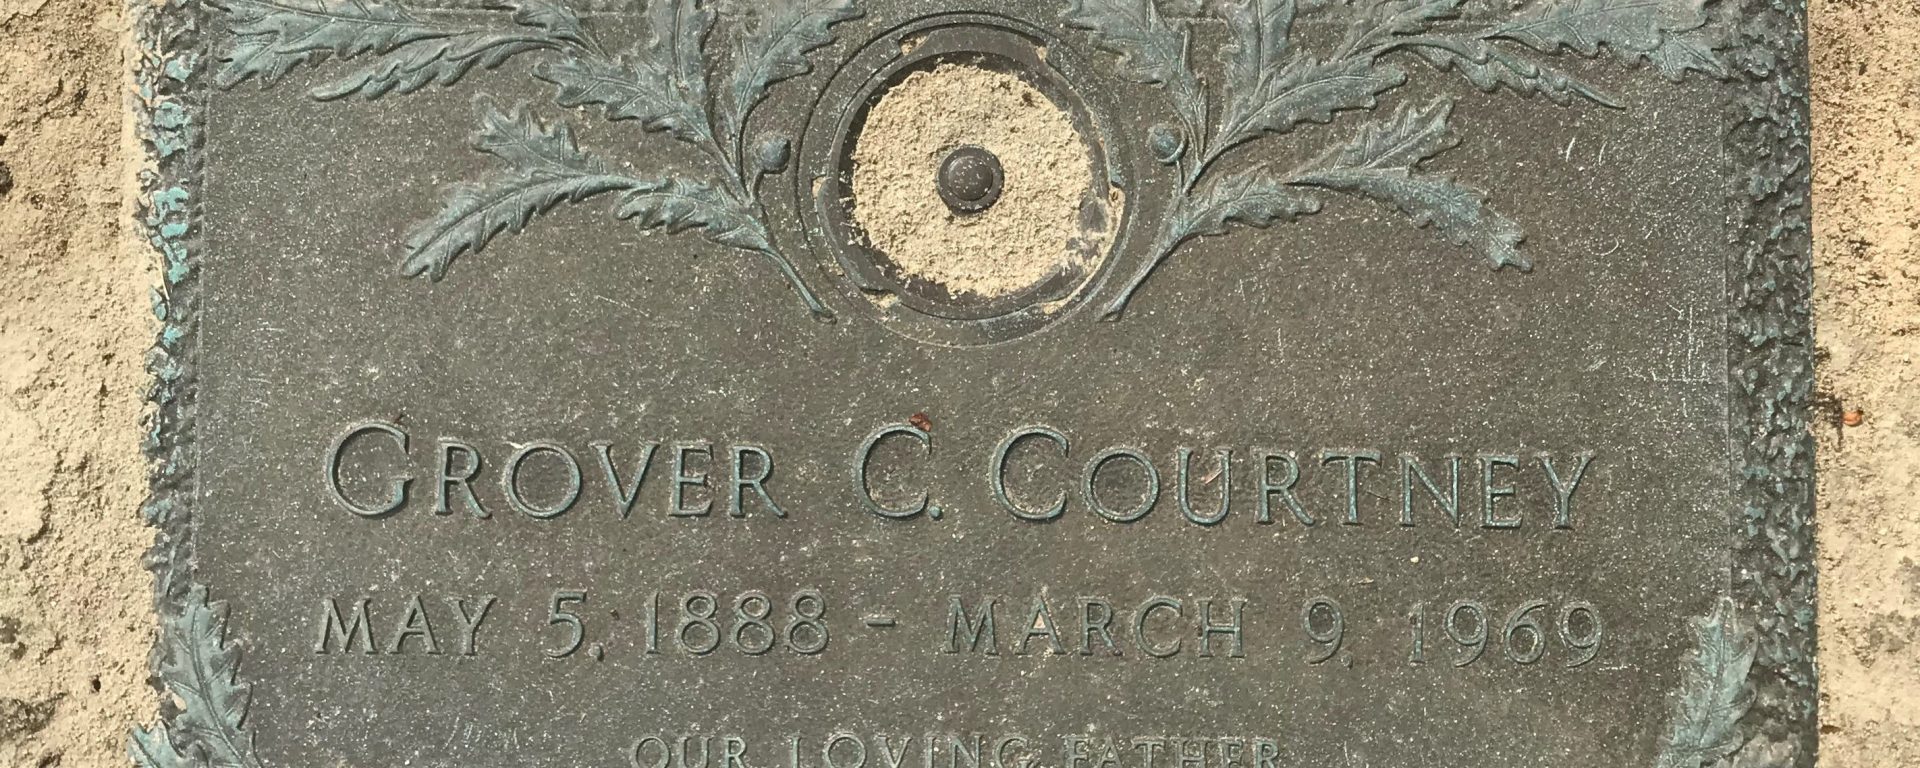 GROVER C. COURTNEY
MAY 5, 1888 - MARCH 9, 1969
OUR LOVING FATHER